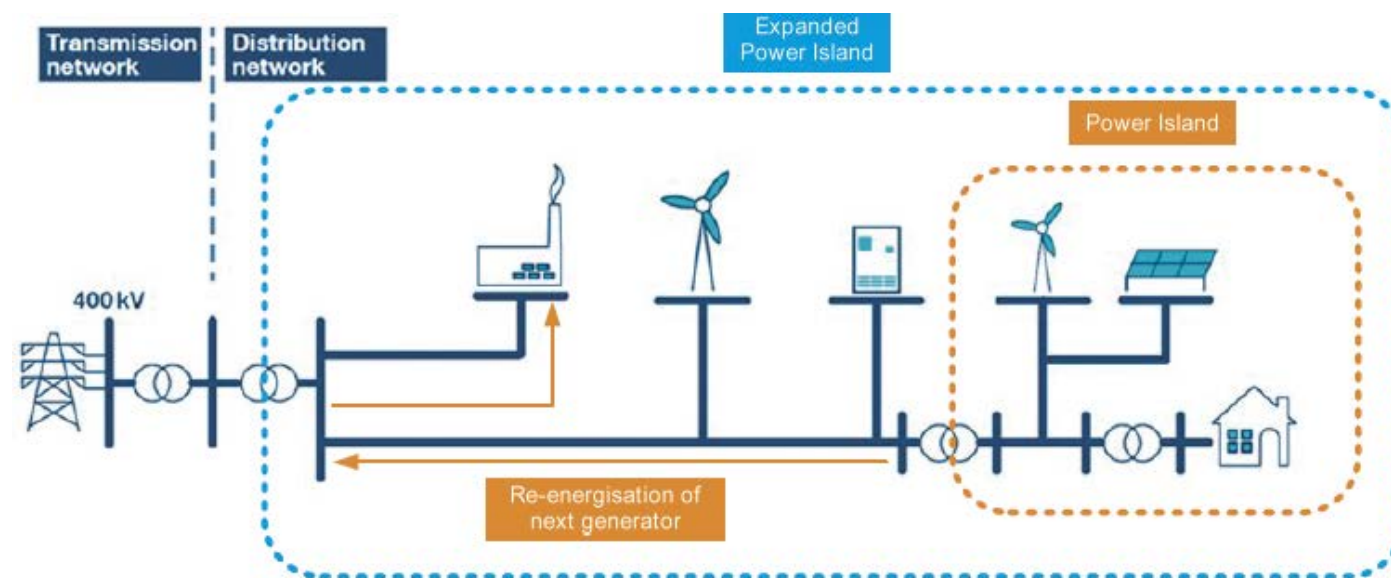 Expanded
Power Island
Transmission
network
Distribution
network
Power Island
400 kV
Re-energisation of
next generator